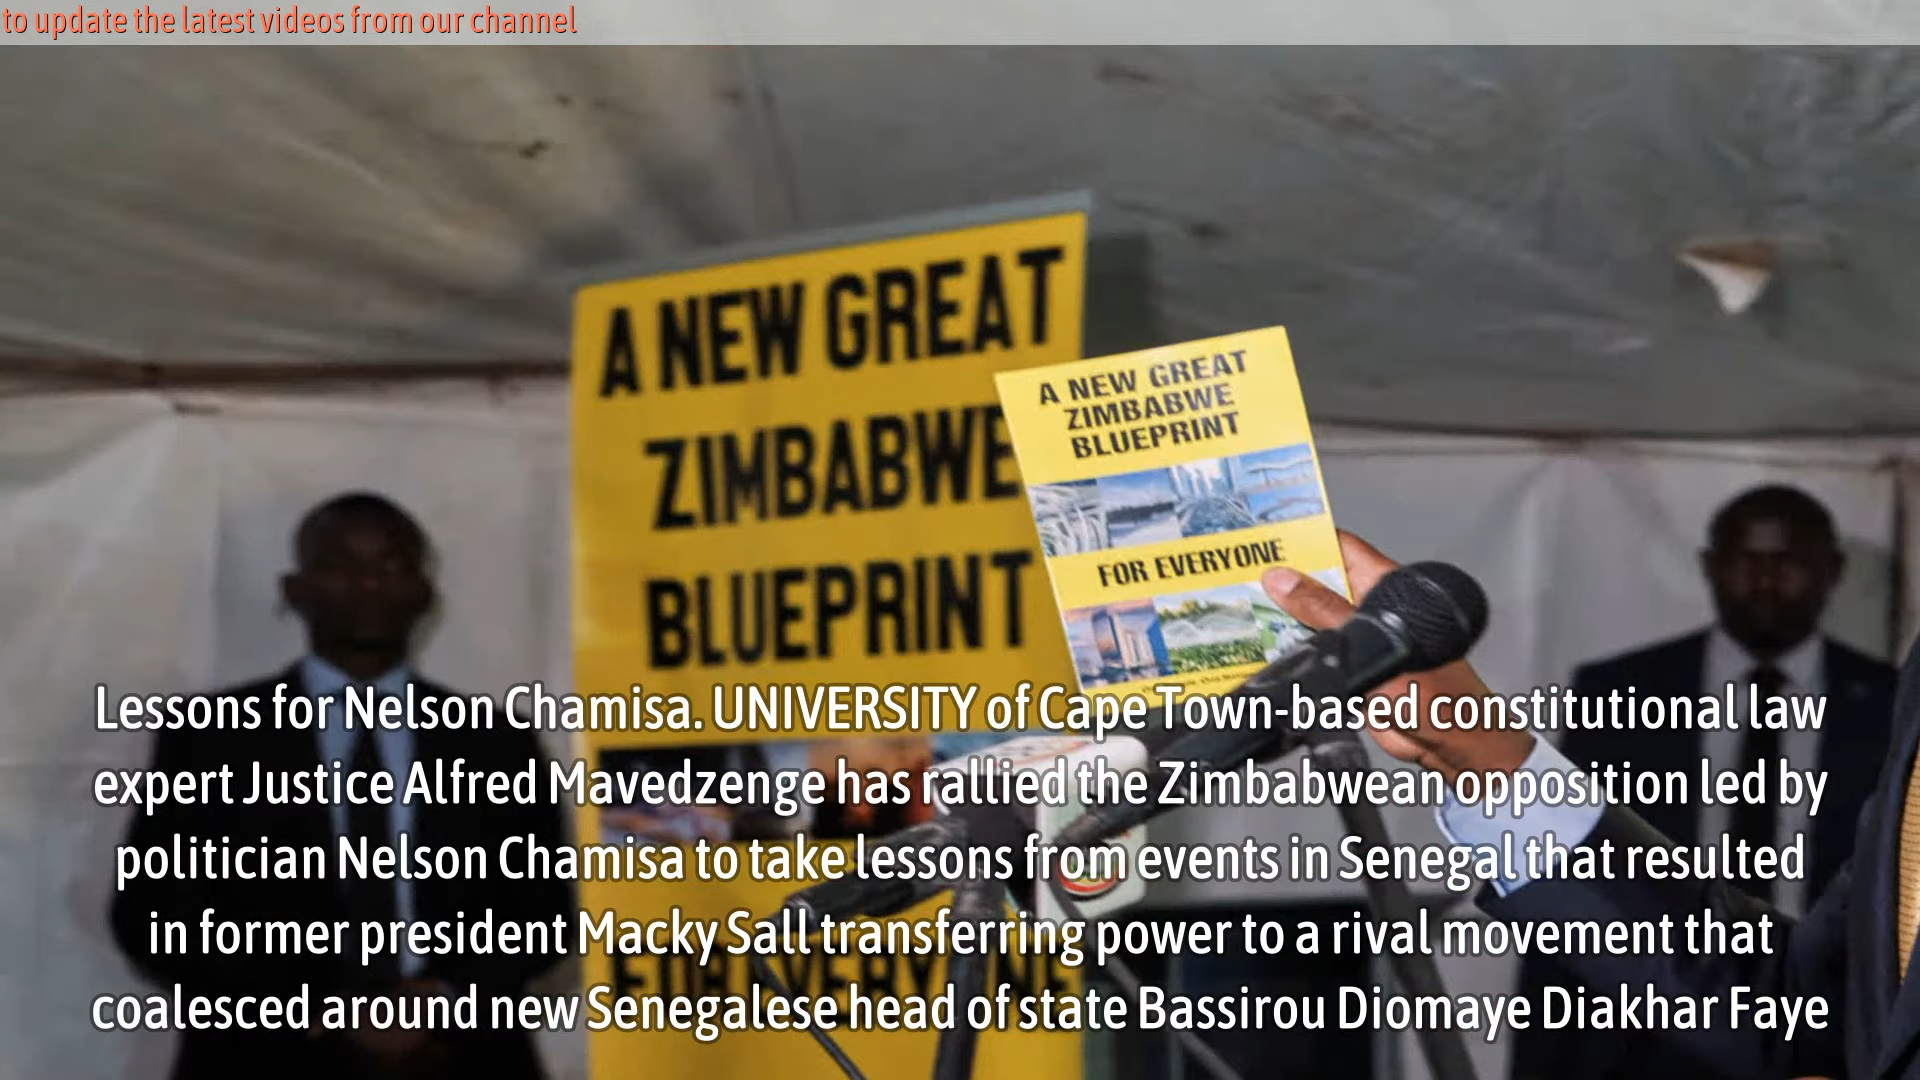 to update the latest videos from our channel
A NEW GREAT
ZIMBABWE
BLUEPRINT
A NEW GREAT
ZIMBABWE
BLUEPRINT
FOR EVERYONE
Lessons for Nelson Chamisa. UNIVERSITY of Cape Town-based constitutional law
expert Justice Alfred Mavedzenge has rallied the Zimbabwean opposition led by
politician Nelson Chamisa to take lessons from events in Senegal that resulted
in former president Macky Sall transferring power to a rival movement that
coalesced around new Senegalese head of state Bassirou Diomaye Diakhar Faye
FOR EVERYONE